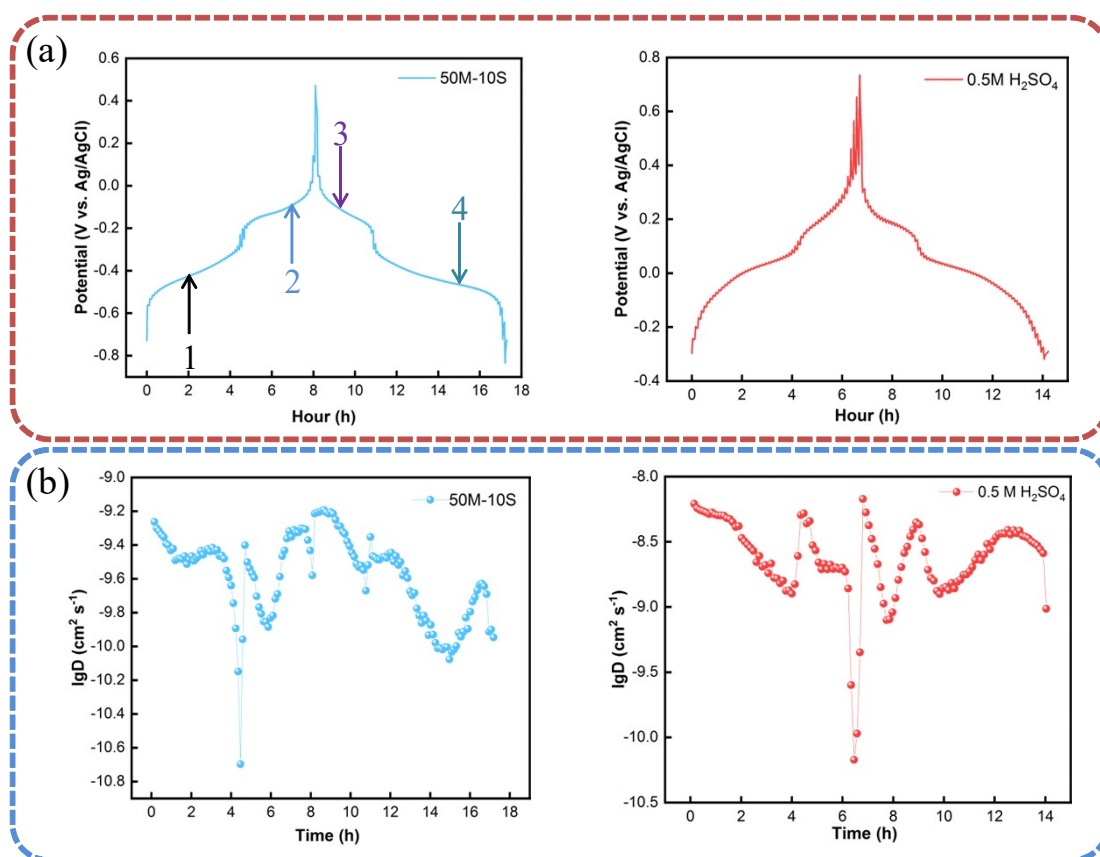 (a)
50M-10S
0.6
0.4
0.2
0.0
-0.2
-0.4
-0.6
-0.8
Potential (V vs. Ag/AgCl)
1
2
3
4
0 2 4 6 8 10 12 14 16 18
Hour (h)
0.5M H₂SO₄
0.8
0.6
0.4
0.2
0.0
-0.2
-0.4
Potential (V vs. Ag/AgCl)
0 2 4 6 8 10 12 14
Hour (h)
(b)
50M-10S
-9.0
-9.2
-9.4
-9.6
-9.8
-10.0
-10.2
-10.4
-10.6
-10.8
lgD (cm² s⁻¹)
0 2 4 6 8 10 12 14 16 18
Time (h)
0.5 M H₂SO₄
-8.0
-8.5
-9.0
-9.5
-10.0
-10.5
lgD (cm² s⁻¹)
0 2 4 6 8 10 12 14
Time (h)